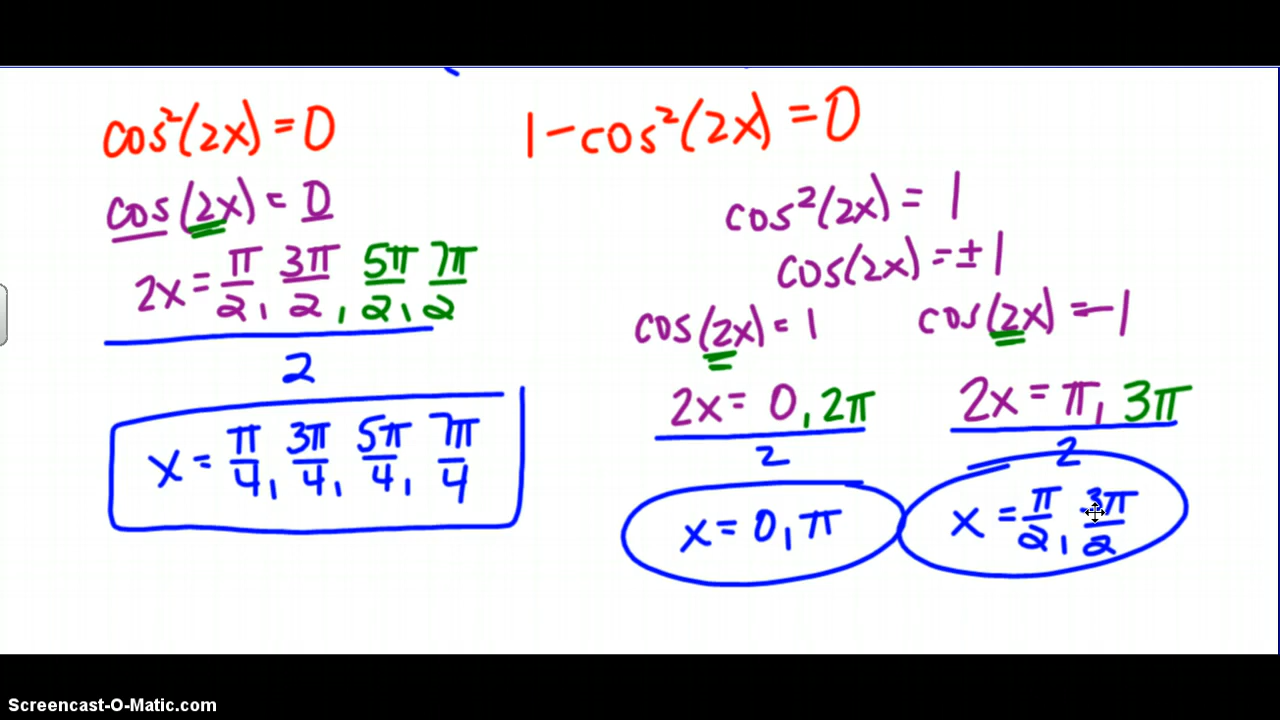 cos²(2x) = 0
cos(2x) = 0
2x = π/2, 3π/2, 5π/2, 7π/2
2
x = π/4, 3π/4, 5π/4, 7π/4
1 - cos²(2x) = 0
cos²(2x) = 1
cos(2x) = ± 1
cos(2x) = 1
2x = 0, 2π
2
x = 0, π
cos(2x) = -1
2x = π, 3π
2
x = π/2, 3π/2
Screencast-O-Matic.com